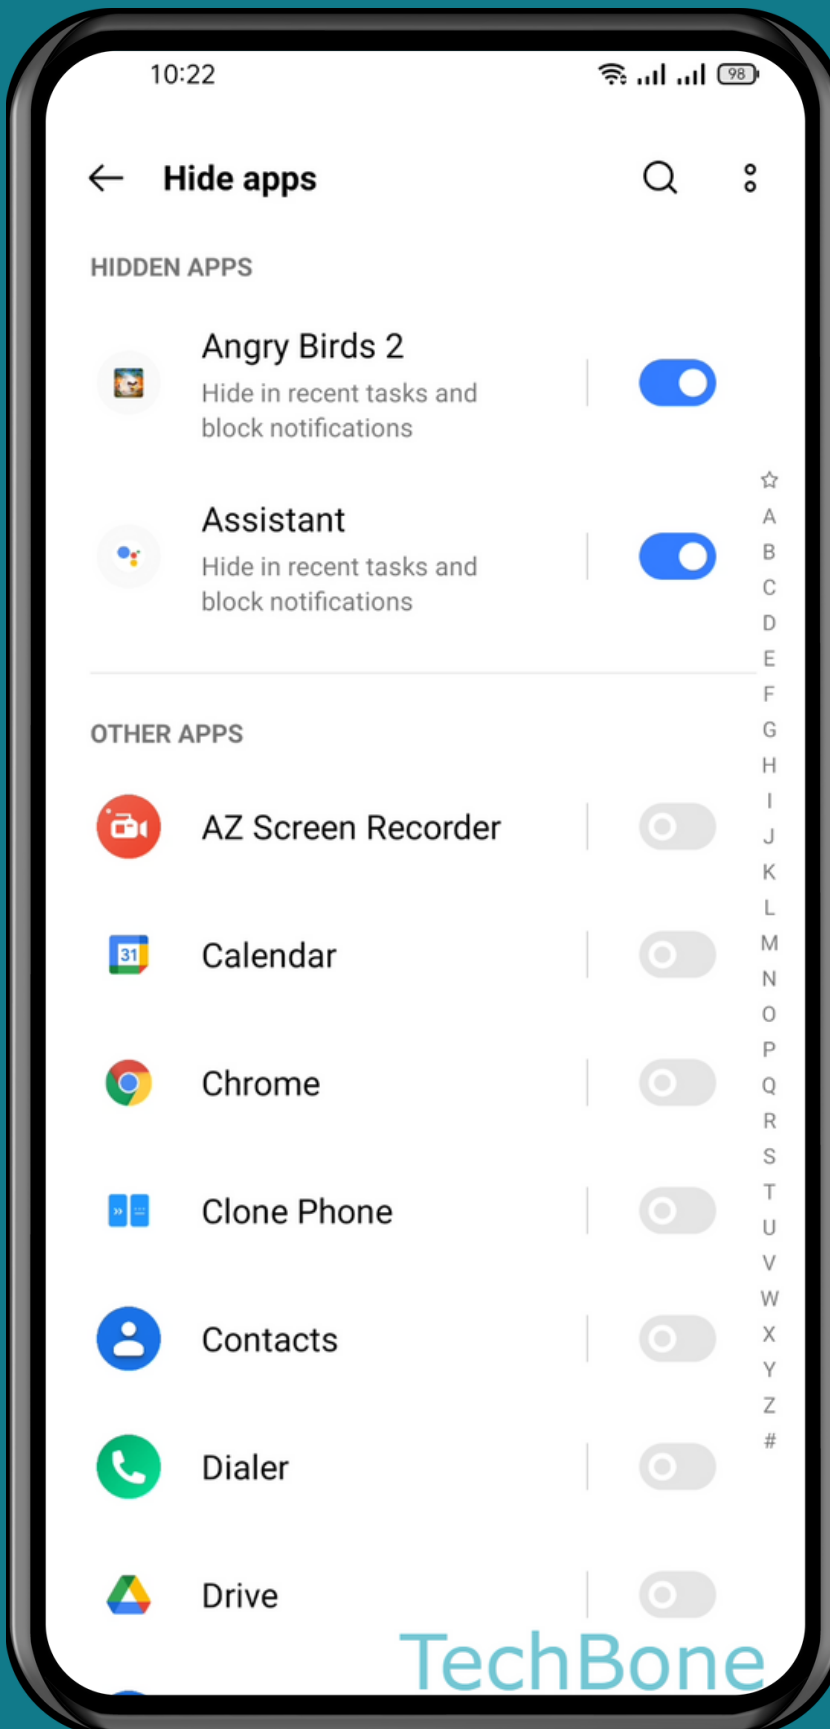 10:22
98
Hide apps
HIDDEN APPS
Angry Birds 2
Hide in recent tasks and
block notifications
Assistant
Hide in recent tasks and
block notifications
OTHER APPS
AZ Screen Recorder
31
Calendar
Chrome
Clone Phone
Contacts
Dialer
Drive
A
B
C
D
E
F
G
H
I
J
K
L
M
N
O
P
Q
R
S
T
U
V
W
X
Y
Z
#
TechBone